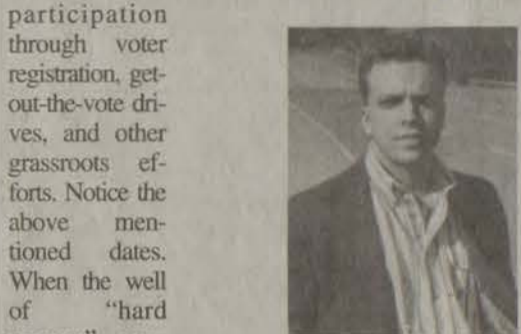 participation
through voter
registration, get-
out-the-vote dri-
ves, and other
grassroots ef-
forts. Notice the
above men-
tioned dates.
When the well
of "hard